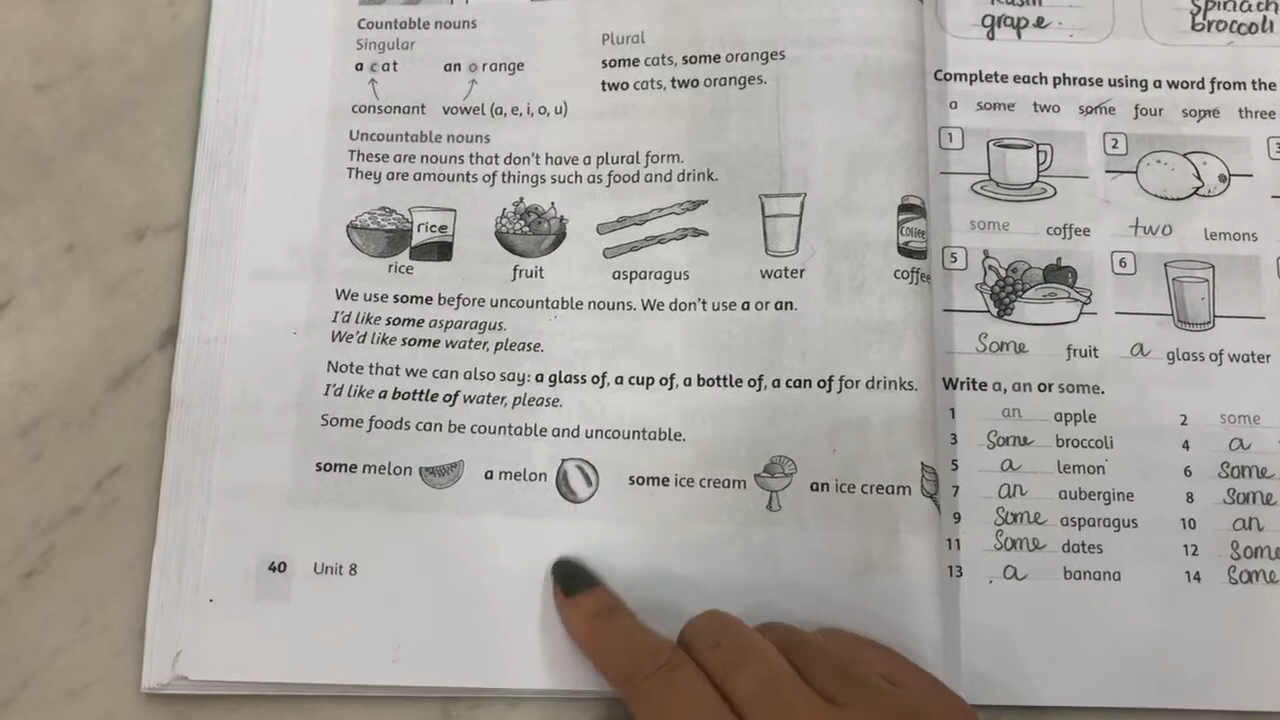 Countable nouns
Singular
a cat an orange
consonant vowel (a, e, i, o, u)
Plural
some cats, some oranges
two cats, two oranges.
Uncountable nouns
These are nouns that don't have a plural form.
They are amounts of things such as food and drink.
rice
Coffee
rice fruit asparagus water coffee
We use some before uncountable nouns. We don't use a or an.
I'd like some asparagus.
We'd like some water, please.
Note that we can also say: a glass of, a cup of, a bottle of, a can of for drinks.
I'd like a bottle of water, please.
Some foods can be countable and uncountable.
some melon a melon some ice cream an ice cream
40 Unit 8
grape.
spinach
broccoli
Complete each phrase using a word from the
a some two some four some three
1 2
some coffee two lemons
5 6
Some fruit a glass of water
Write a, an or some.
1 an apple 2 some
3 Some broccoli 4 a
5 a lemon 6 Some
7 an aubergine 8 Some
9 Some asparagus 10 an
11 Some dates 12 Some
13 a banana 14 Some